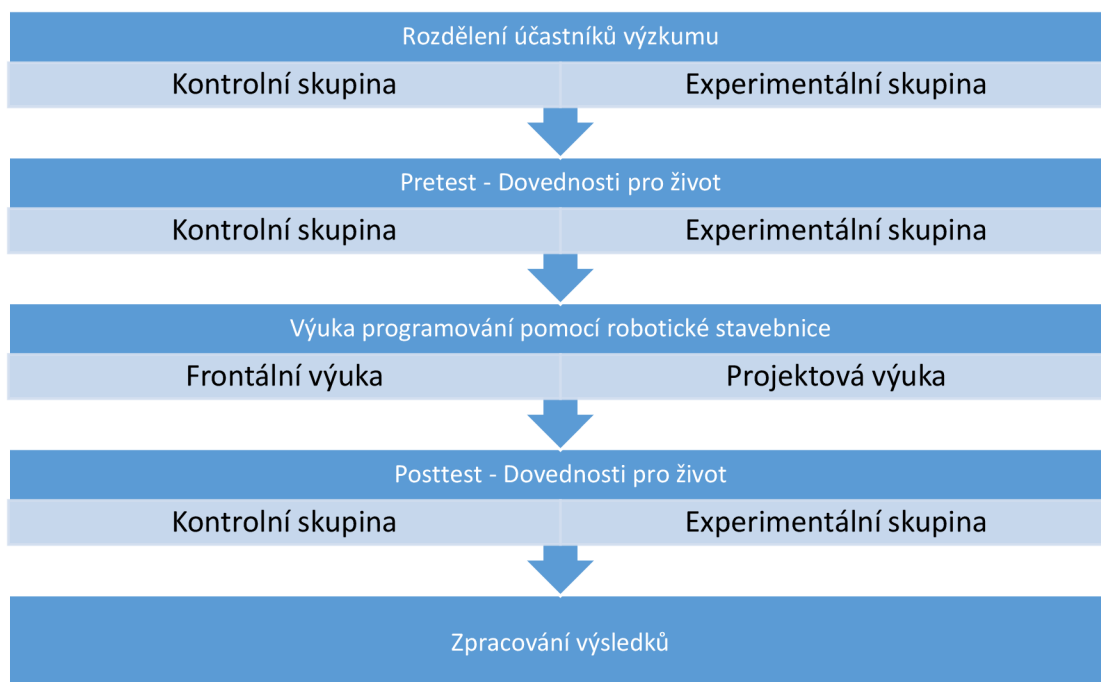 Rozdělení účastníků výzkumu
Kontrolní skupina
Experimentální skupina
Pretest - Dovednosti pro život
Kontrolní skupina
Experimentální skupina
Výuka programování pomocí robotické stavebnice
Frontální výuka
Projektová výuka
Posttest - Dovednosti pro život
Kontrolní skupina
Experimentální skupina
Zpracování výsledků